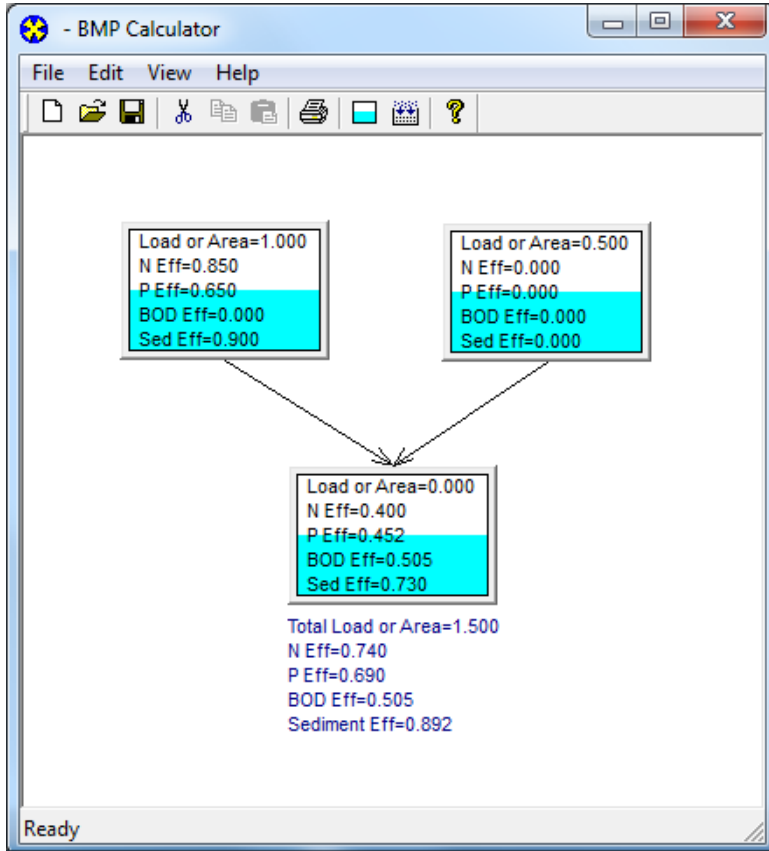 - BMP Calculator
File Edit View Help
Load or Area=1.000
N Eff=0.850
P Eff=0.650
BOD Eff=0.000
Sed Eff=0.900
Load or Area=0.500
N Eff=0.000
P Eff=0.000
BOD Eff=0.000
Sed Eff=0.000
Load or Area=0.000
N Eff=0.400
P Eff=0.452
BOD Eff=0.505
Sed Eff=0.730
Total Load or Area=1.500
N Eff=0.740
P Eff=0.690
BOD Eff=0.505
Sediment Eff=0.892
Ready